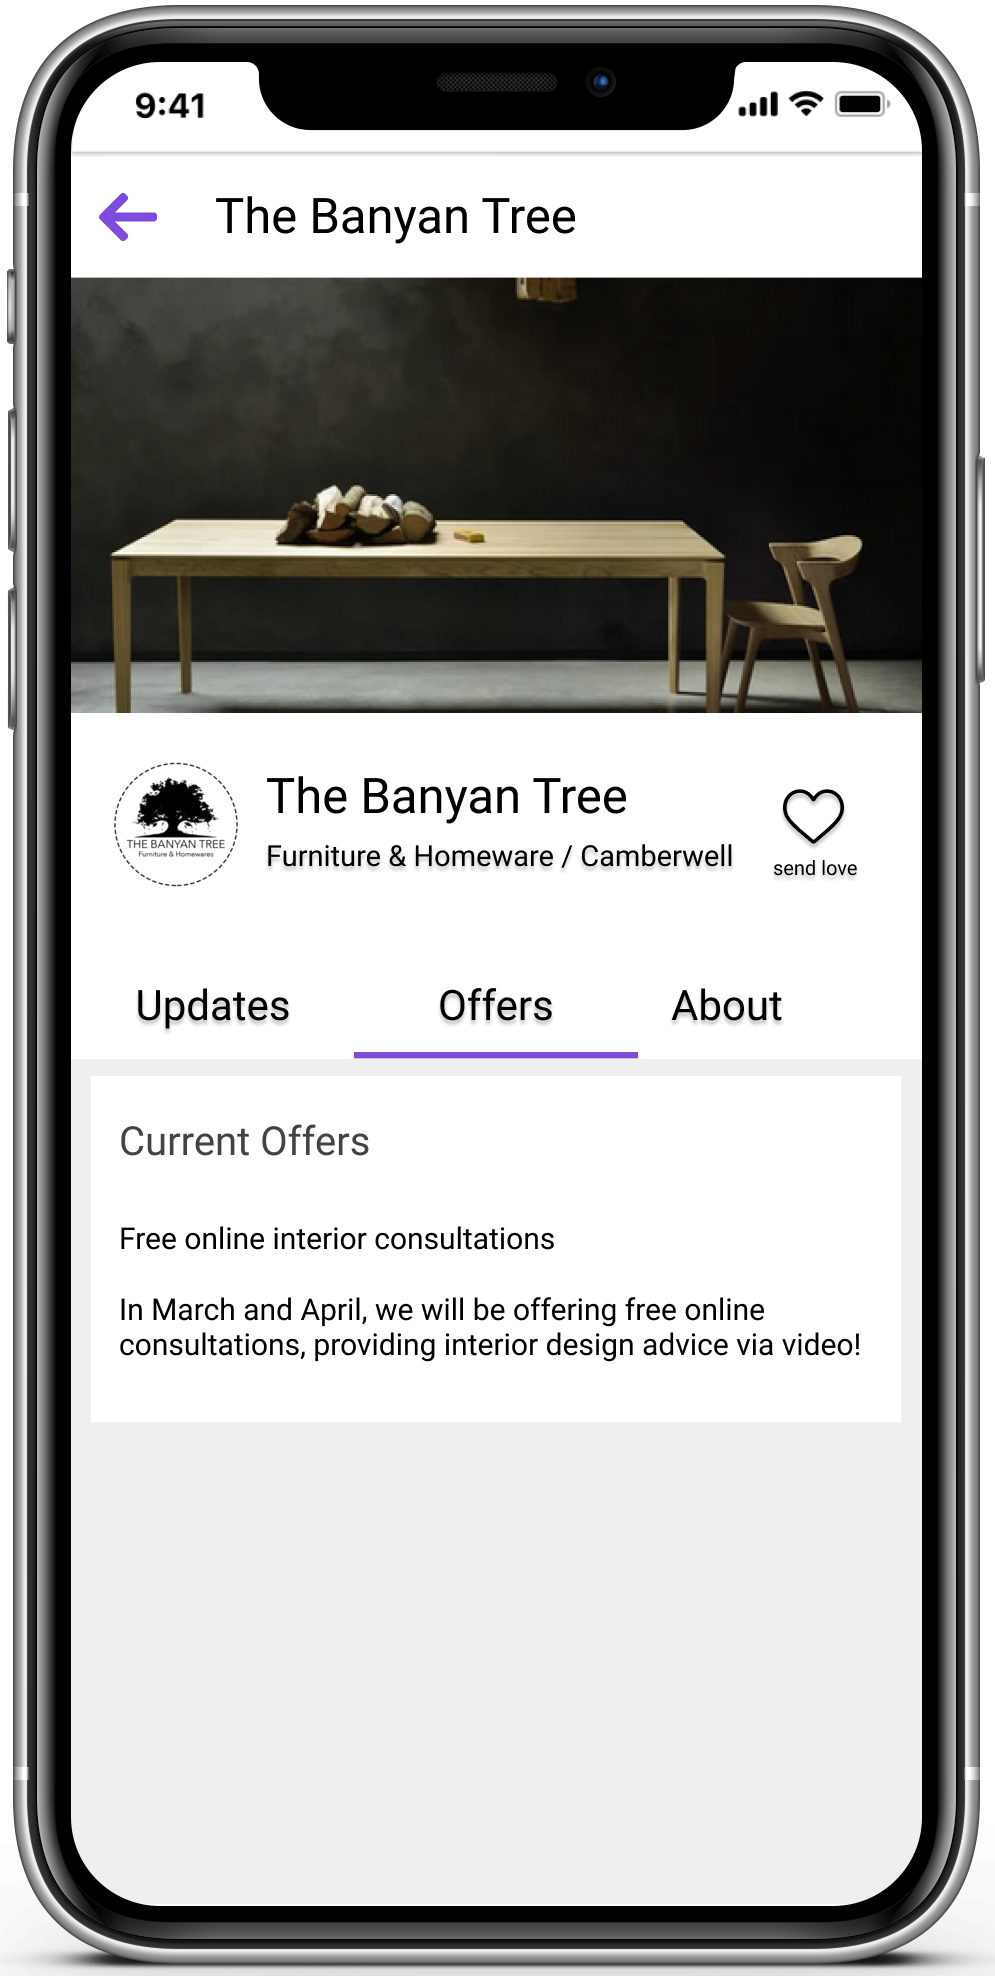 9:41
The Banyan Tree
THE BANYAN TREE
Furniture & Homewares
The Banyan Tree
Furniture & Homeware / Camberwell
send love
Updates
Offers
About
Current Offers
Free online interior consultations
In March and April, we will be offering free online
consultations, providing interior design advice via video!